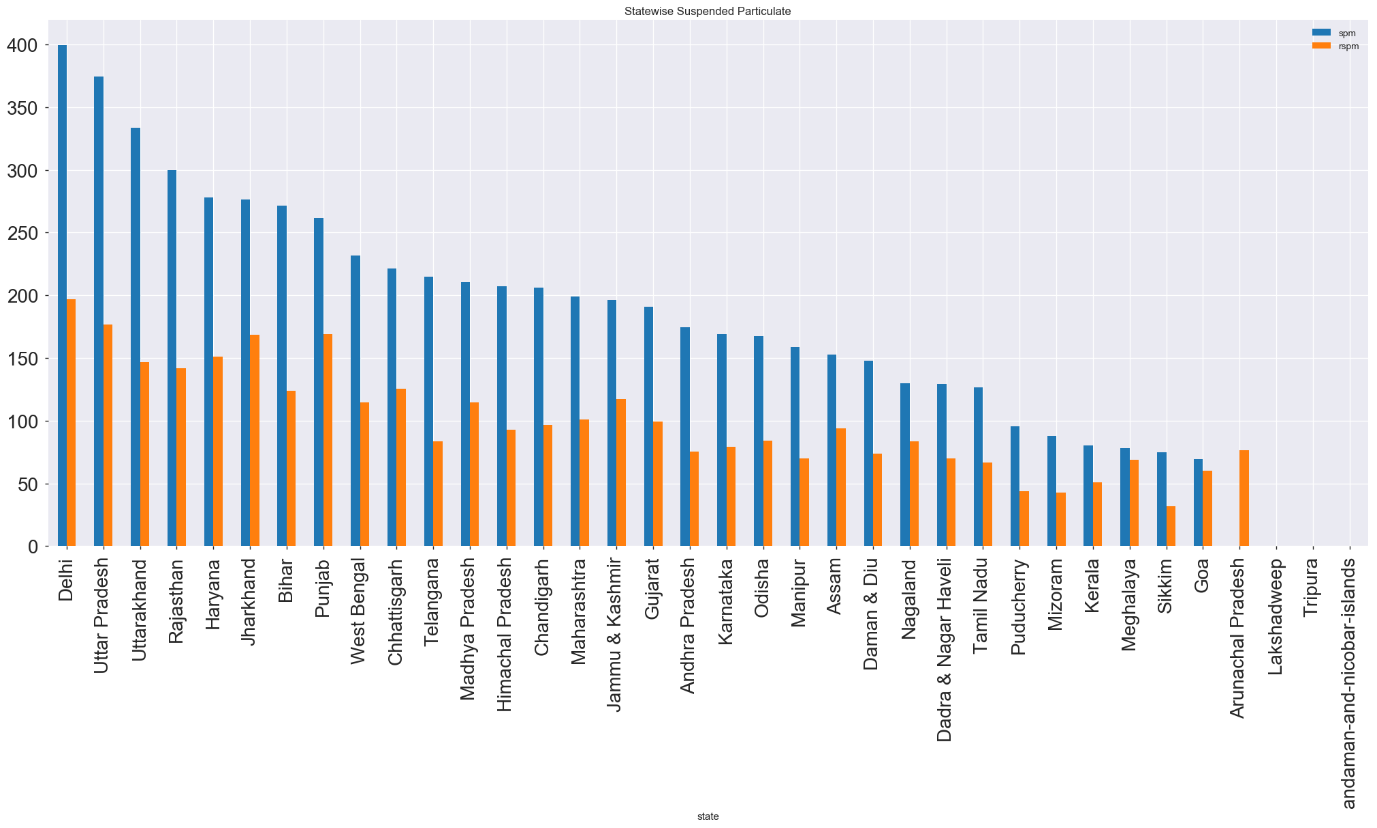 Statewise Suspended Particulate
spm
rspm
400
350
300
250
200
150
100
50
0
Delhi
Uttar Pradesh
Uttarakhand
Rajasthan
Haryana
Jharkhand
Bihar
Punjab
West Bengal
Chhattisgarh
Telangana
Madhya Pradesh
Himachal Pradesh
Chandigarh
Maharashtra
Jammu & Kashmir
Gujarat
Andhra Pradesh
Karnataka
Odisha
Manipur
Assam
Daman & Diu
Nagaland
Dadra & Nagar Haveli
Tamil Nadu
Puducherry
Mizoram
Kerala
Meghalaya
Sikkim
Goa
Arunachal Pradesh
Lakshadweep
Tripura
andaman-and-nicobar-islands
state